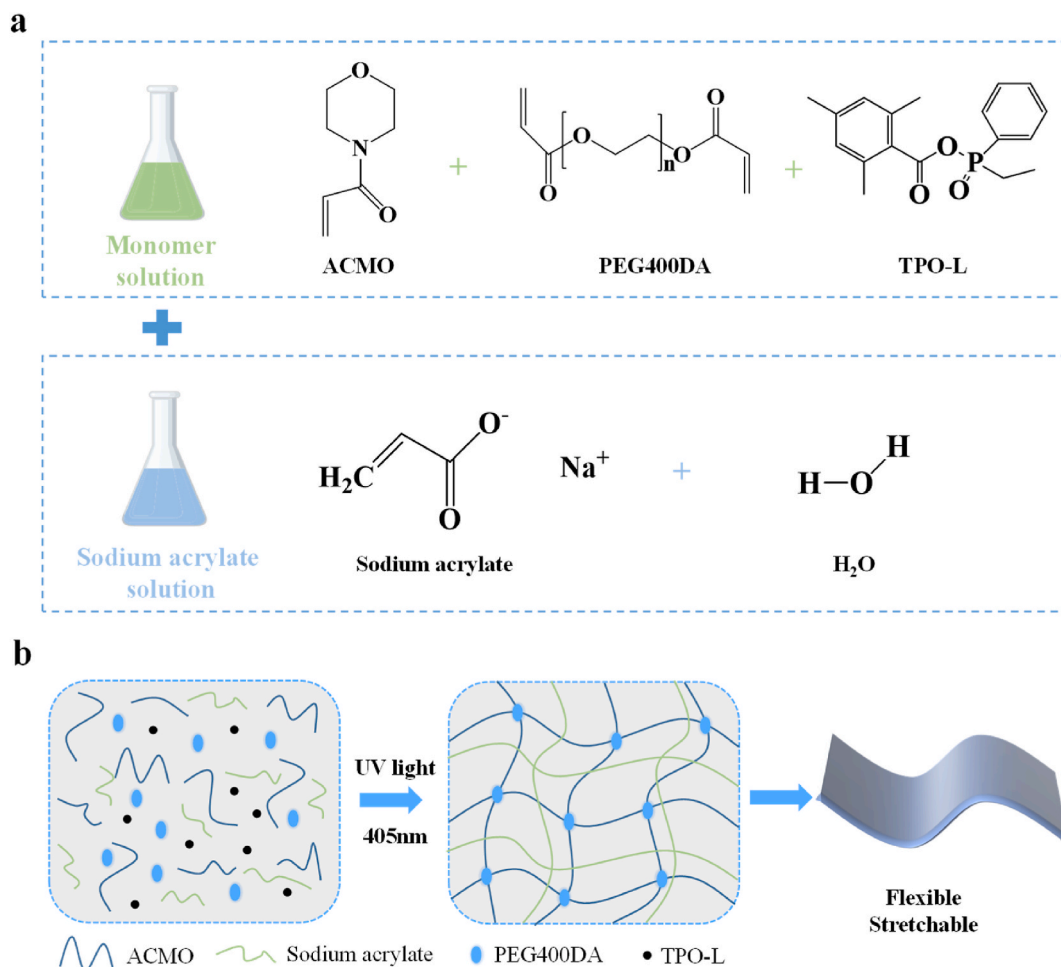 a
O
N
O
ACMO
+
O
O
n
O
O
PEG400DA
+
O
O
P
O
TPO-L
Monomer
solution
H₂C
O⁻
O
Na⁺
+
H
H
O
Sodium acrylate
H₂O
Sodium acrylate
solution
b
UV light
405nm
Flexible
Stretchable
ACMO
Sodium acrylate
PEG400DA
TPO-L